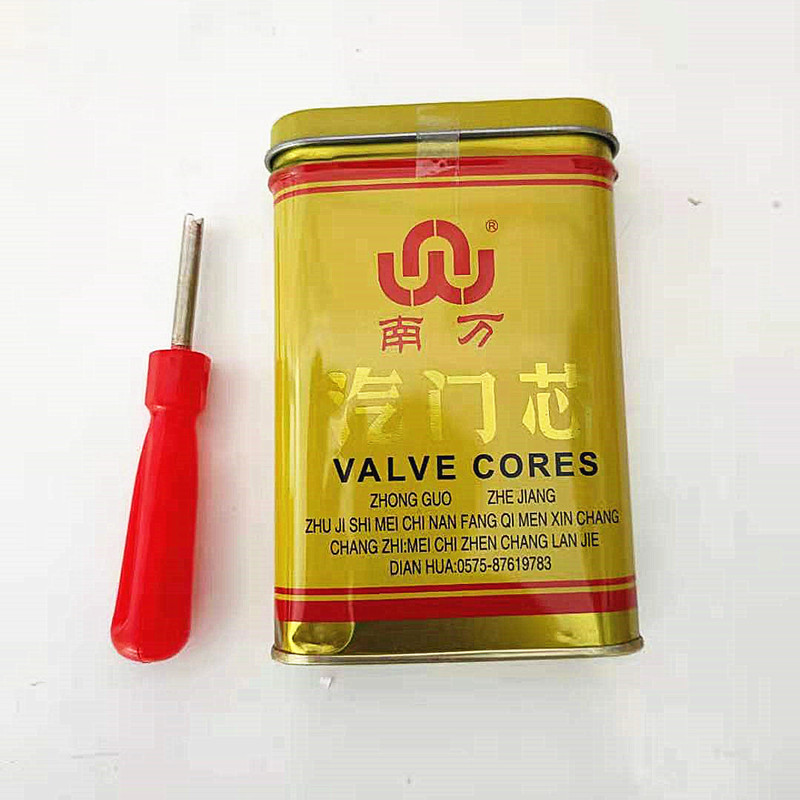 ®
南万
汽门芯
VALVE CORES
ZHONG GUO ZHE JIANG
ZHU JI SHI MEI CHI NAN FANG QI MEN XIN CHANG
CHANG ZHI:MEI CHI ZHEN CHANG LAN JIE
DIAN HUA:0575-87619783